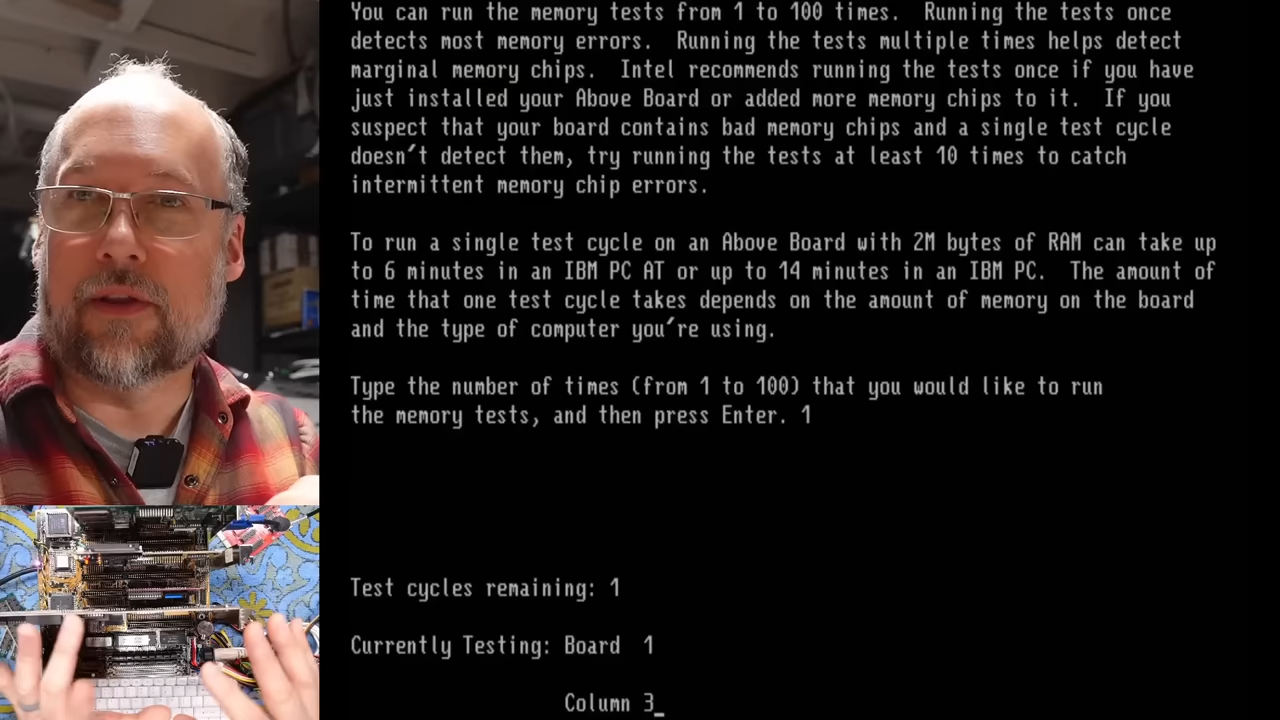 You can run the memory tests from 1 to 100 times.  Running the tests once
detects most memory errors.  Running the tests multiple times helps detect
marginal memory chips.  Intel recommends running the tests once if you have
just installed your Above Board or added more memory chips to it.  If you
suspect that your board contains bad memory chips and a single test cycle
doesn't detect them, try running the tests at least 10 times to catch
intermittent memory chip errors.
To run a single test cycle on an Above Board with 2M bytes of RAM can take up
to 6 minutes in an IBM PC AT or up to 14 minutes in an IBM PC.  The amount of
time that one test cycle takes depends on the amount of memory on the board
and the type of computer you're using.
Type the number of times (from 1 to 100) that you would like to run
the memory tests, and then press Enter. 1
Test cycles remaining: 1
Currently Testing: Board  1
Column 3_